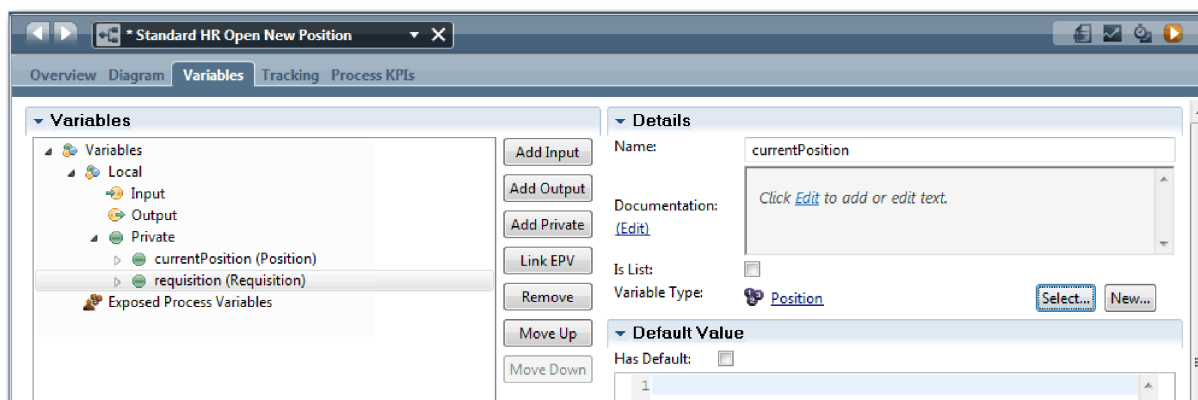 * Standard HR Open New Position
Overview Diagram Variables Tracking Process KPIs
Variables
Variables
Local
Input
Output
Private
currentPosition (Position)
requisition (Requisition)
Exposed Process Variables
Add Input
Add Output
Add Private
Link EPV
Remove
Move Up
Move Down
Details
Name: currentPosition
Documentation:
(Edit)
Click Edit to add or edit text.
Is List:
Variable Type: Position Select... New...
Default Value
Has Default:
1